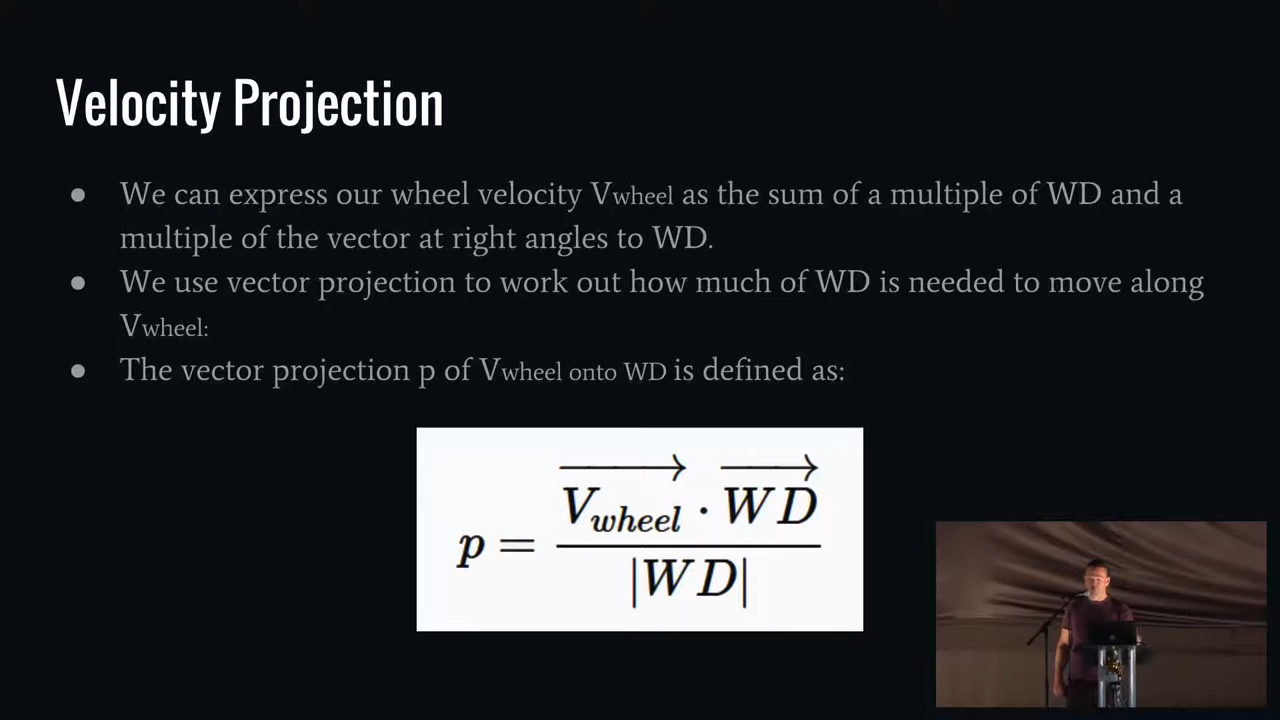 Velocity Projection
● We can express our wheel velocity Vwheel as the sum of a multiple of WD and a
multiple of the vector at right angles to WD.
● We use vector projection to work out how much of WD is needed to move along
Vwheel:
● The vector projection p of Vwheel onto WD is defined as:
Vwheel · WD
p =
|WD|